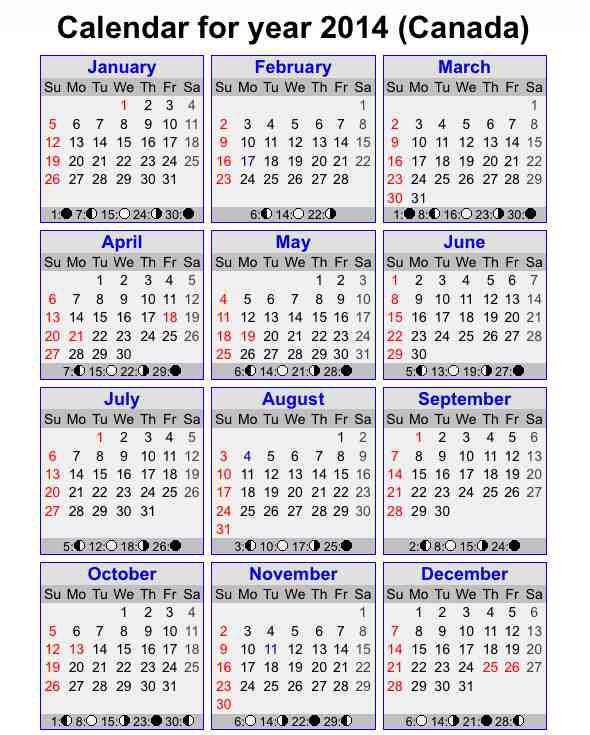 Calendar for year 2014 (Canada)
January
Su Mo Tu We Th Fr Sa
1 2 3 4
5 6 7 8 9 10 11
12 13 14 15 16 17 18
19 20 21 22 23 24 25
26 27 28 29 30 31
1:● 7:◐ 15:○ 24:◑ 30:●
February
Su Mo Tu We Th Fr Sa
1
2 3 4 5 6 7 8
9 10 11 12 13 14 15
16 17 18 19 20 21 22
23 24 25 26 27 28
6:◐ 14:○ 22:◑
March
Su Mo Tu We Th Fr Sa
1
2 3 4 5 6 7 8
9 10 11 12 13 14 15
16 17 18 19 20 21 22
23 24 25 26 27 28 29
30 31
1:● 8:◐ 16:○ 23:◑ 30:●
April
Su Mo Tu We Th Fr Sa
1 2 3 4 5
6 7 8 9 10 11 12
13 14 15 16 17 18 19
20 21 22 23 24 25 26
27 28 29 30
7:◐ 15:○ 22:◑ 29:●
May
Su Mo Tu We Th Fr Sa
1 2 3
4 5 6 7 8 9 10
11 12 13 14 15 16 17
18 19 20 21 22 23 24
25 26 27 28 29 30 31
6:◐ 14:○ 21:◑ 28:●
June
Su Mo Tu We Th Fr Sa
1 2 3 4 5 6 7
8 9 10 11 12 13 14
15 16 17 18 19 20 21
22 23 24 25 26 27 28
29 30
5:◐ 13:○ 19:◑ 27:●
July
Su Mo Tu We Th Fr Sa
1 2 3 4 5
6 7 8 9 10 11 12
13 14 15 16 17 18 19
20 21 22 23 24 25 26
27 28 29 30 31
5:◐ 12:○ 18:◑ 26:●
August
Su Mo Tu We Th Fr Sa
1 2
3 4 5 6 7 8 9
10 11 12 13 14 15 16
17 18 19 20 21 22 23
24 25 26 27 28 29 30
31
3:◐ 10:○ 17:◑ 25:●
September
Su Mo Tu We Th Fr Sa
1 2 3 4 5 6
7 8 9 10 11 12 13
14 15 16 17 18 19 20
21 22 23 24 25 26 27
28 29 30
2:◐ 8:○ 15:◑ 24:●
October
Su Mo Tu We Th Fr Sa
1 2 3 4
5 6 7 8 9 10 11
12 13 14 15 16 17 18
19 20 21 22 23 24 25
26 27 28 29 30 31
1:◐ 8:○ 15:◑ 23:● 30:◐
November
Su Mo Tu We Th Fr Sa
1
2 3 4 5 6 7 8
9 10 11 12 13 14 15
16 17 18 19 20 21 22
23 24 25 26 27 28 29
30
6:○ 14:◑ 22:● 29:◐
December
Su Mo Tu We Th Fr Sa
1 2 3 4 5 6
7 8 9 10 11 12 13
14 15 16 17 18 19 20
21 22 23 24 25 26 27
28 29 30 31
6:○ 14:◑ 21:● 28:◐